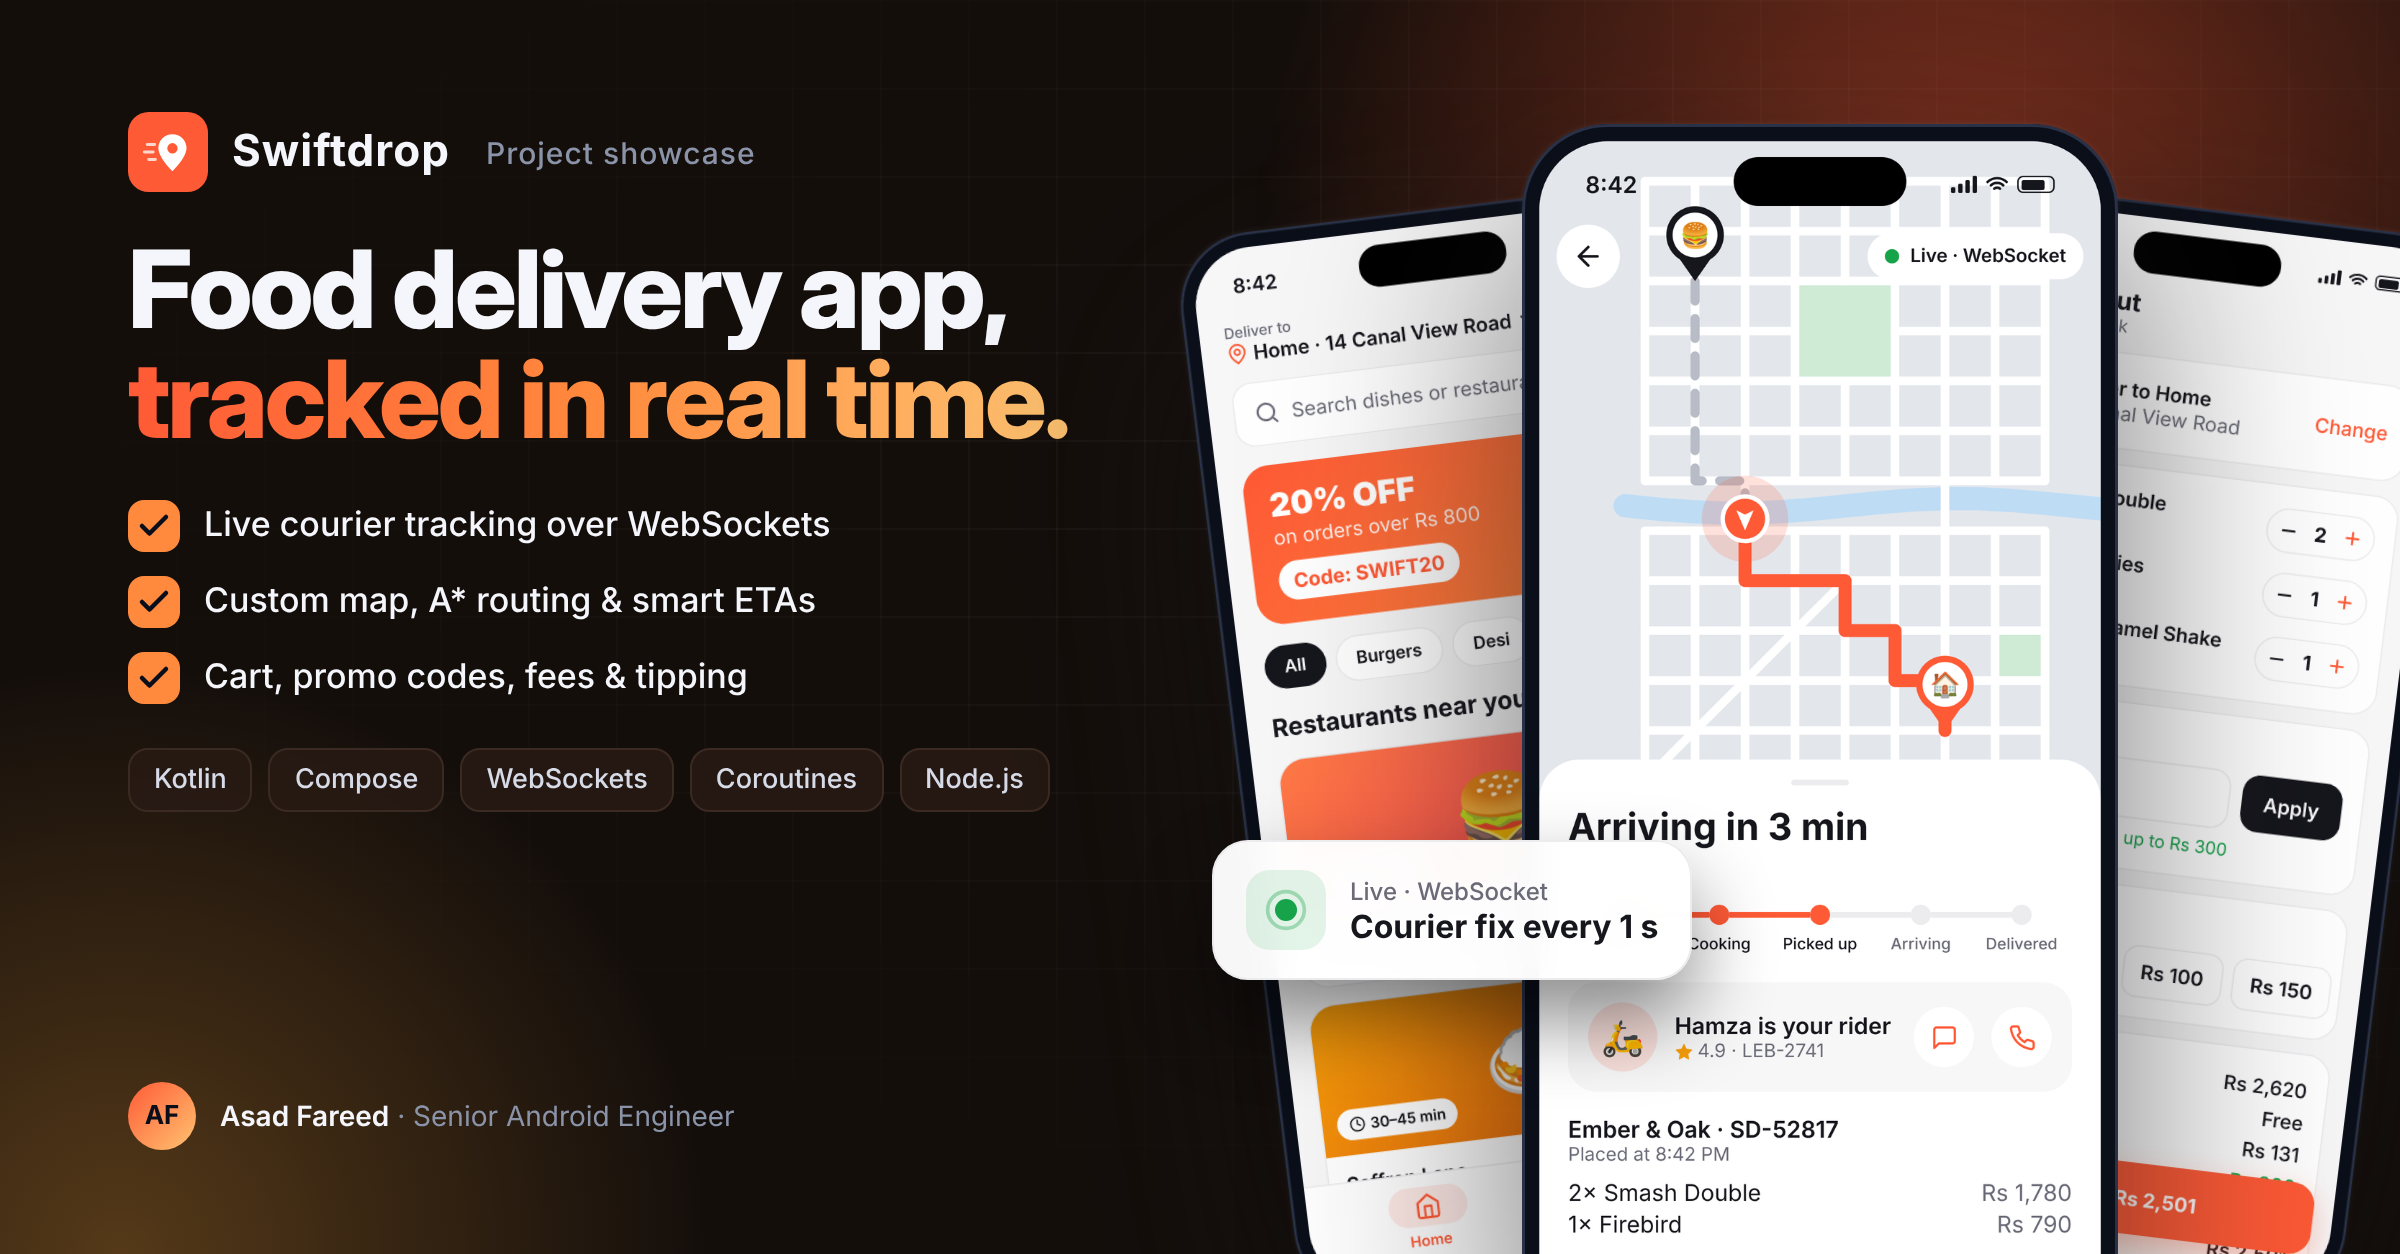 Swiftdrop Project showcase
Food delivery app,
tracked in real time.
Live courier tracking over WebSockets
Custom map, A* routing & smart ETAs
Cart, promo codes, fees & tipping
Kotlin Compose WebSockets Coroutines Node.js
AF Asad Fareed · Senior Android Engineer
8:42
Deliver to
Home · 14 Canal View Road
Search dishes or
20% OFF
on orders over Rs 800
Code: SWIFT20
All Burgers Desi
Restaurants near you
30–45 min
Home
Live · WebSocket
Courier fix every 1 s
8:42
Live · WebSocket
Arriving in 3 min
Cooking Picked up Arriving Delivered
Hamza is your rider
4.9 · LEB-2741
Ember & Oak · SD-52817
Placed at 8:42 PM
2× Smash Double Rs 1,780
1× Firebird Rs 790
to Home
View Road
Change
2
1
Shake
1
Apply
up to Rs 300
Rs 100 Rs 150
Rs 2,620
Free
Rs 131
Rs 2,501